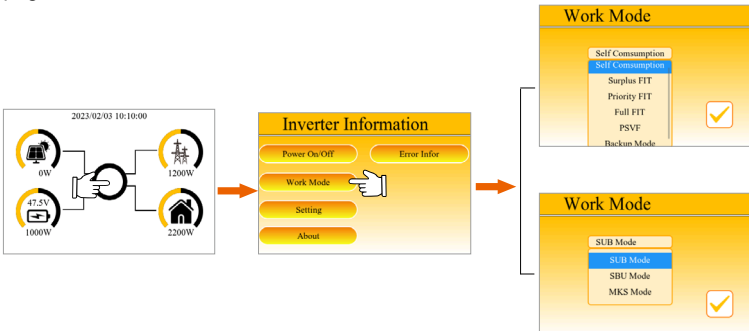 2023/02/03 10:10:00
0W
1200W
47.5V
1000W
2200W
Inverter Information
Power On/Off
Error Infor
Work Mode
Setting
About
Work Mode
Self Comsumption
Self Comsumption
Surplus FIT
Priority FIT
Full FIT
PSVF
Backup Mode
Work Mode
SUB Mode
SUB Mode
SBU Mode
MKS Mode